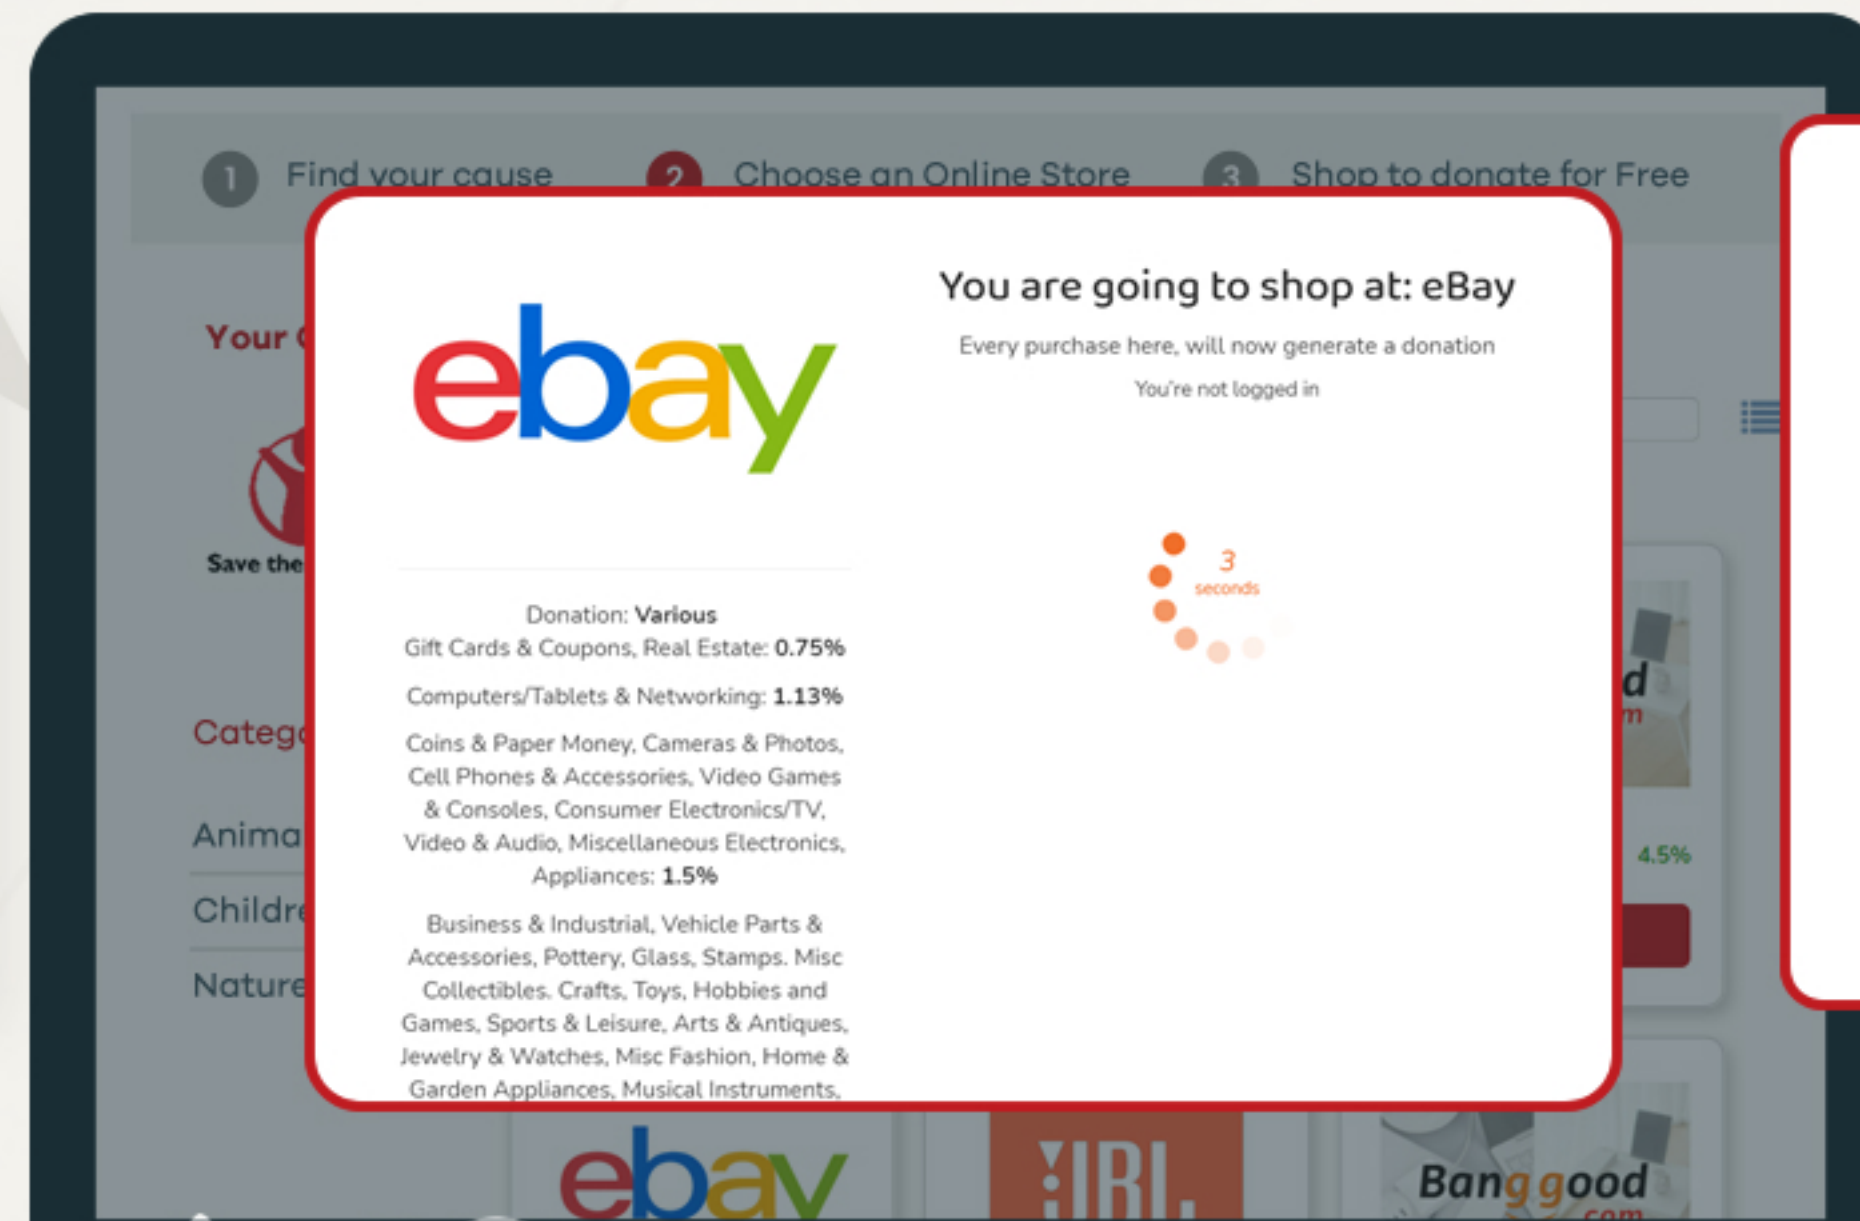 1 Find your cause 2 Choose an Online Store 3 Shop to donate for Free
Your
Save the
ebay
You are going to shop at: eBay
Every purchase here, will now generate a donation
You're not logged in
3
seconds
Donation: Various
Gift Cards & Coupons, Real Estate: 0.75%
Computers/Tablets & Networking: 1.13%
Coins & Paper Money, Cameras & Photos,
Cell Phones & Accessories, Video Games
& Consoles, Consumer Electronics/TV,
Video & Audio, Miscellaneous Electronics,
Appliances: 1.5%
Business & Industrial, Vehicle Parts &
Accessories, Pottery, Glass, Stamps. Misc
Collectibles. Crafts, Toys, Hobbies and
Games, Sports & Leisure, Arts & Antiques,
Jewelry & Watches, Misc Fashion, Home &
Garden Appliances, Musical Instruments,
Catego
Anima
Childre
Nature
d
m
4.5%
ebay
JBL
Banggood
.com